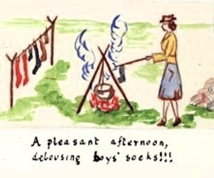 A pleasant afternoon,
delousing boys' socks!!!